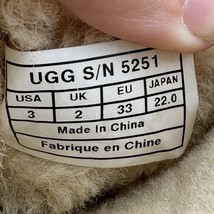 UGG S/N 5251
USA UK EU JAPAN
3 2 33 22.0
Made In China
Fabrique en Chine